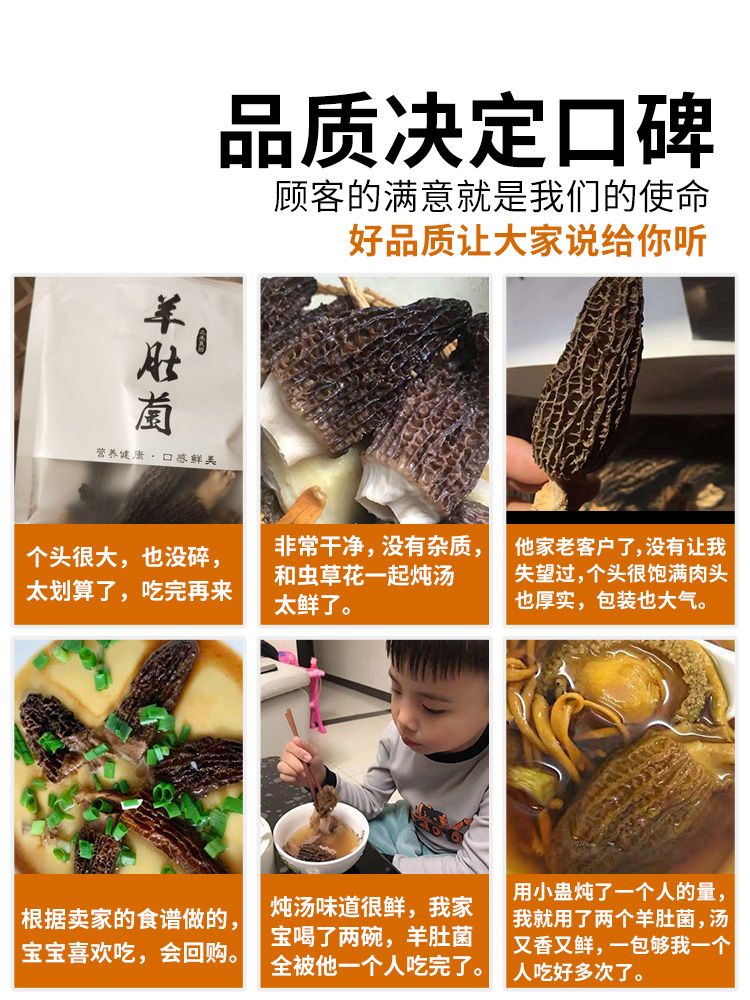 品质决定口碑
顾客的满意就是我们的使命
好品质让大家说给你听
羊肚菌
营养健康·口感鲜美
个头很大，也没碎，
太划算了，吃完再来
非常干净，没有杂质，
和虫草花一起炖汤
太鲜了。
他家老客户了，没有让我
失望过，个头很饱满肉头
也厚实，包装也大气。
根据卖家的食谱做的，
宝宝喜欢吃，会回购。
炖汤味道很鲜，我家
宝喝了两碗，羊肚菌
全被他一个人吃完了。
用小蛊炖了一个人的量，
我就用了两个羊肚菌，汤
又香又鲜，一包够我一个
人吃好多次了。